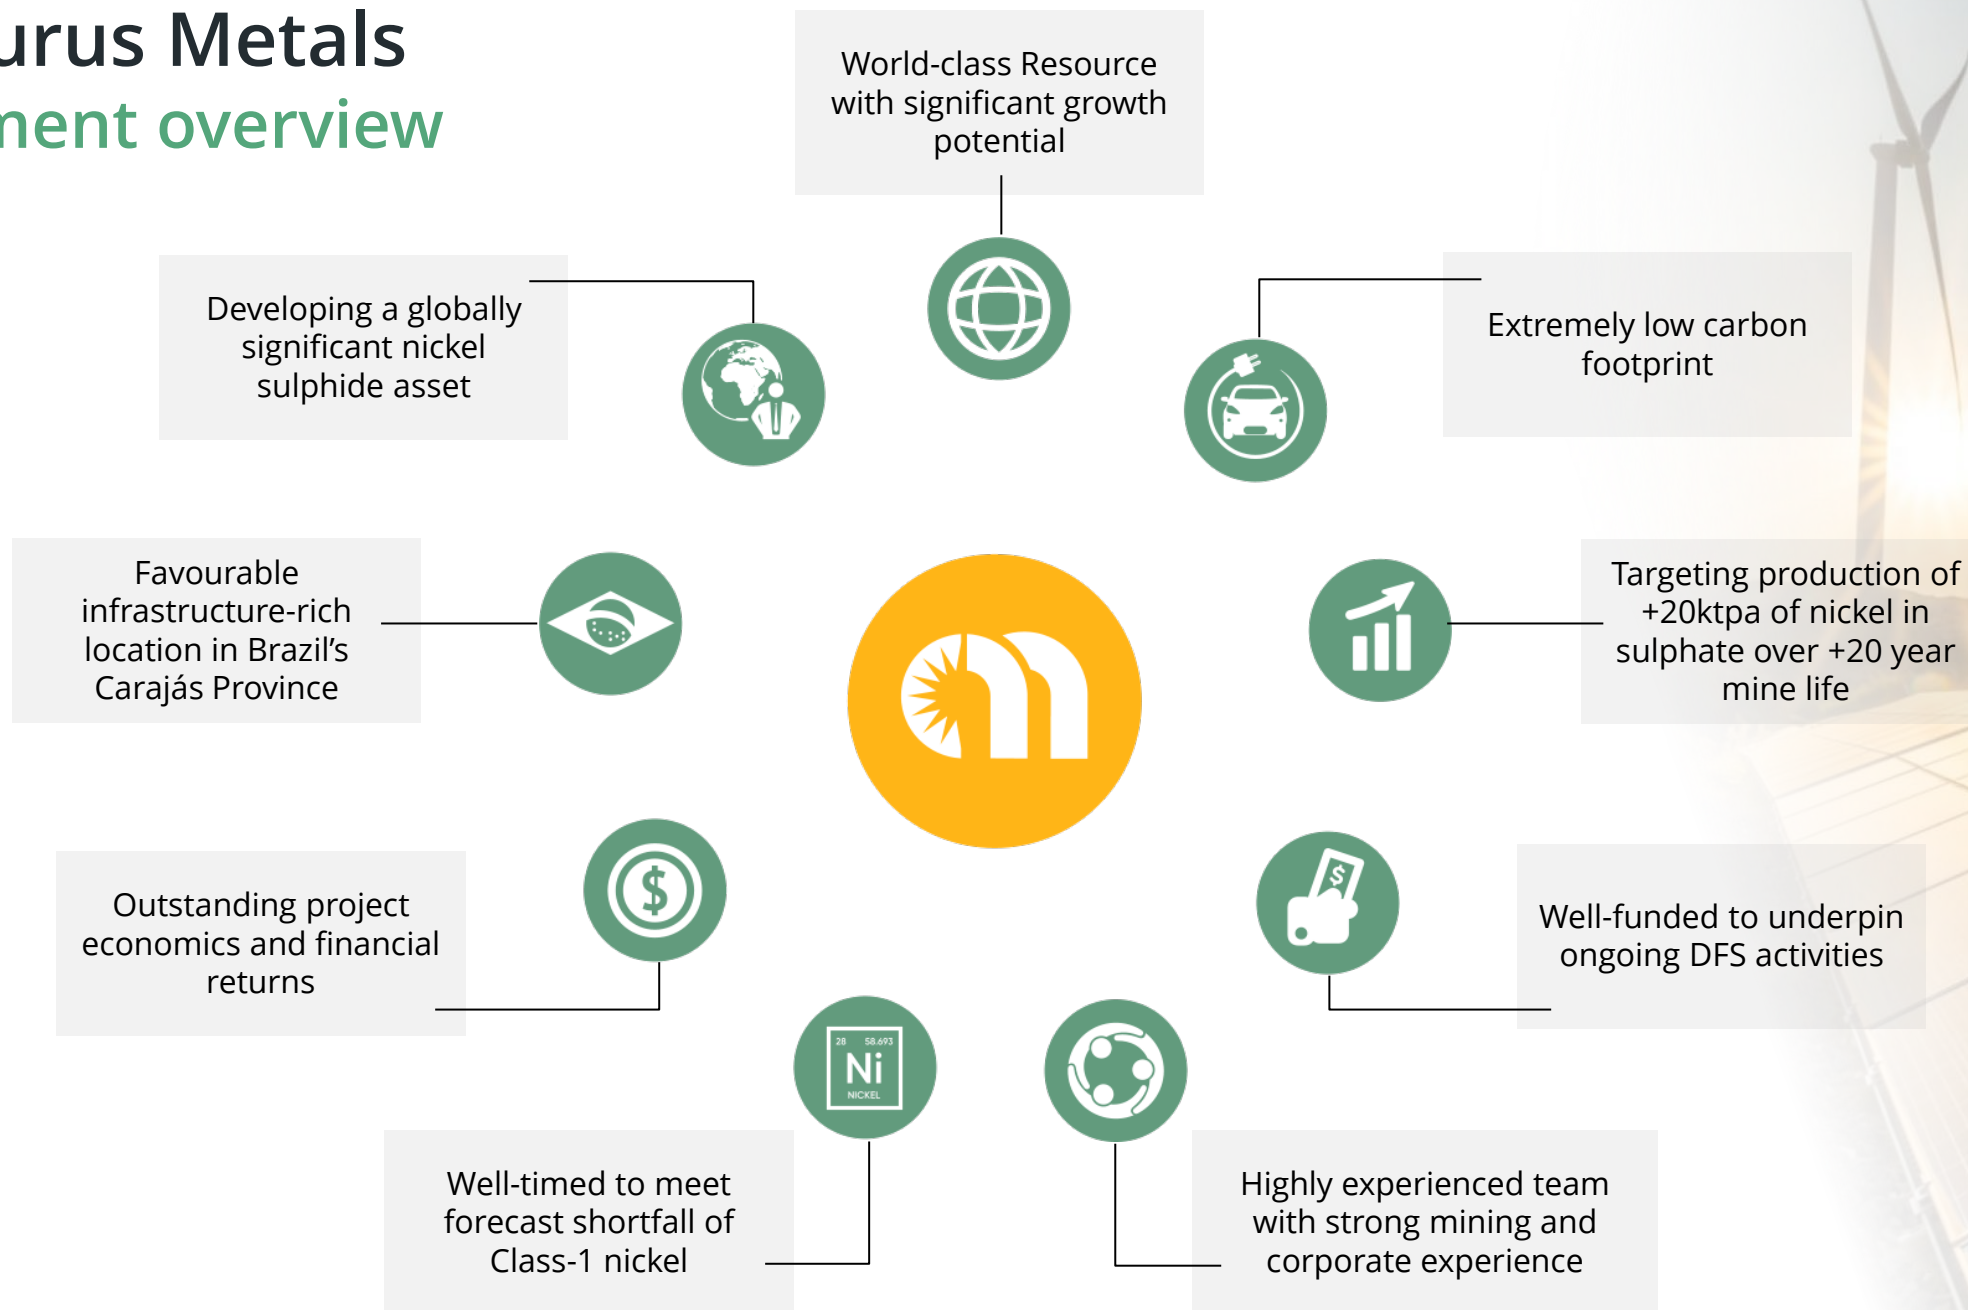 urus Metals
ment overview
World-class Resource
with significant growth
potential
Developing a globally
significant nickel
sulphide asset
Extremely low carbon
footprint
Favourable
infrastructure-rich
location in Brazil’s
Carajás Province
Targeting production of
+20ktpa of nickel in
sulphate over +20 year
mine life
Outstanding project
economics and financial
returns
$
$
Well-funded to underpin
ongoing DFS activities
28 58.693
Ni
NICKEL
Well-timed to meet
forecast shortfall of
Class-1 nickel
Highly experienced team
with strong mining and
corporate experience